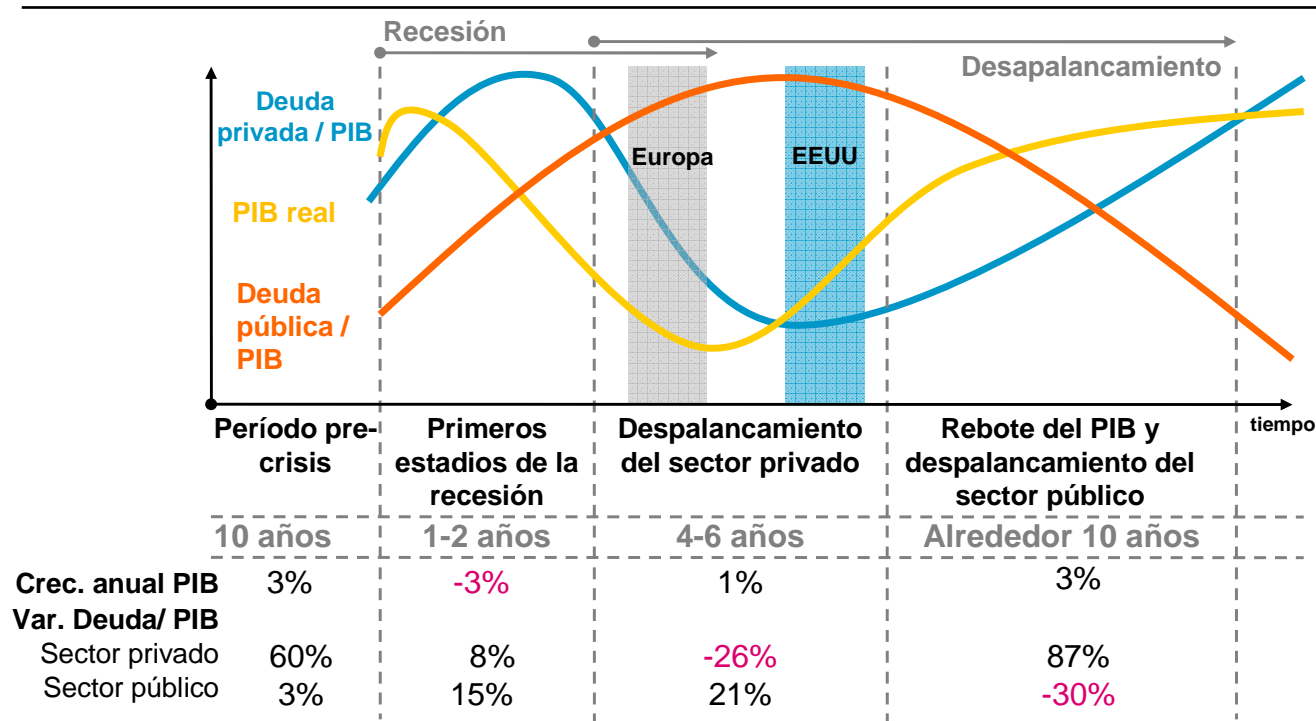 Recesión
Desapalancamiento
Deuda
privada / PIB
Europa
EEUU
PIB real
Deuda
pública /
PIB
tiempo
Período pre-
crisis
Primeros
estadios de la
recesión
Despalancamiento
del sector privado
Rebote del PIB y
despalancamiento del
sector público
10 años 1-2 años 4-6 años Alrededor 10 años
Crec. anual PIB 3% -3% 1% 3%
Var. Deuda/ PIB
Sector privado 60% 8% -26% 87%
Sector público 3% 15% 21% -30%